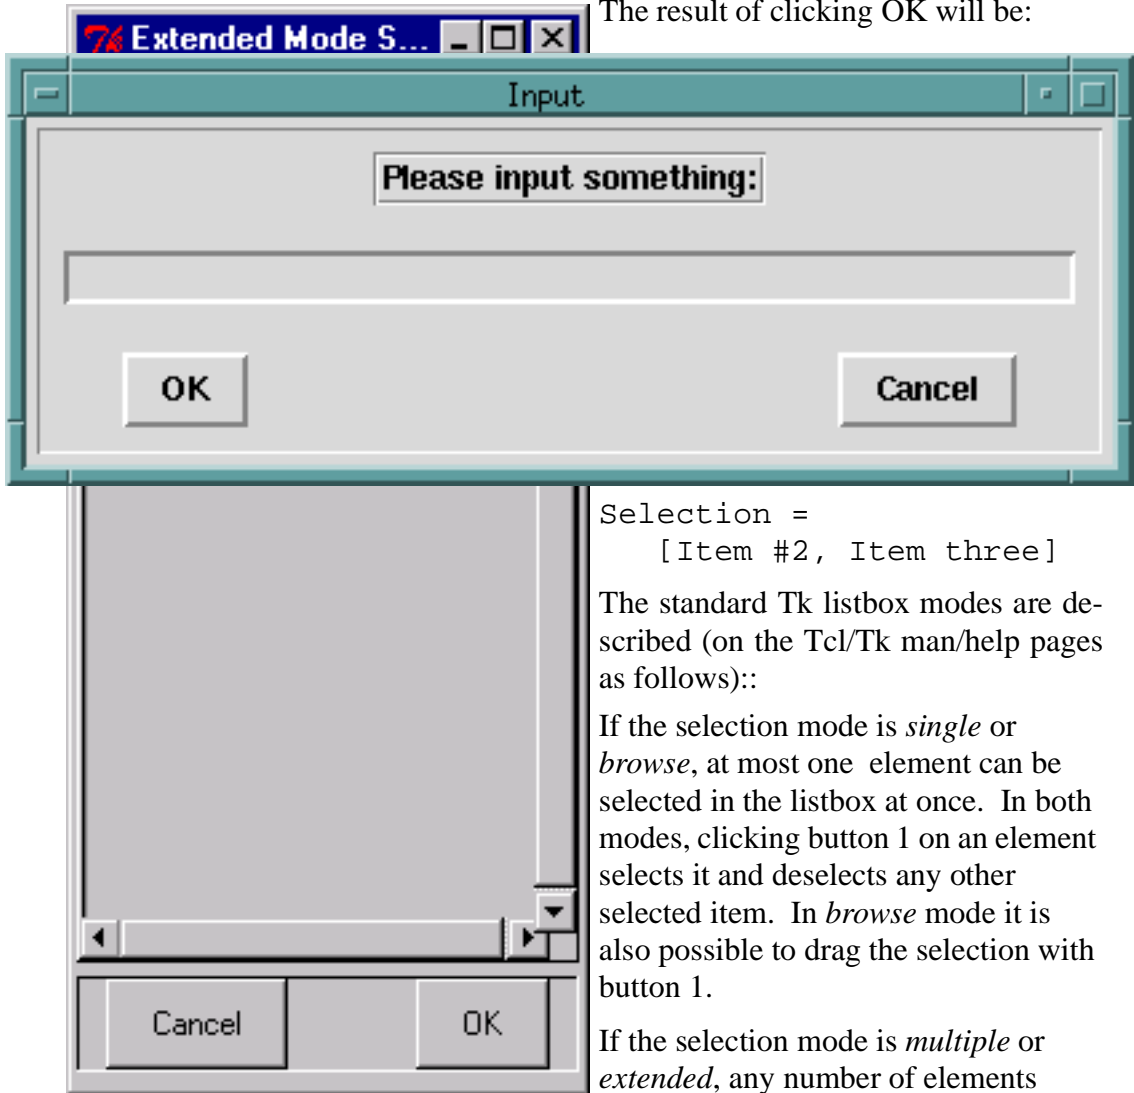 The result of clicking OK will be:
Extended Mode S...
Input
Please input something:
OK
Cancel
Selection =
[Item #2, Item three]
The standard Tk listbox modes are de-
scribed (on the Tcl/Tk man/help pages
as follows)::
If the selection mode is single or
browse, at most one element can be
selected in the listbox at once. In both
modes, clicking button 1 on an element
selects it and deselects any other
selected item. In browse mode it is
also possible to drag the selection with
button 1.
If the selection mode is multiple or
extended, any number of elements
Cancel
OK